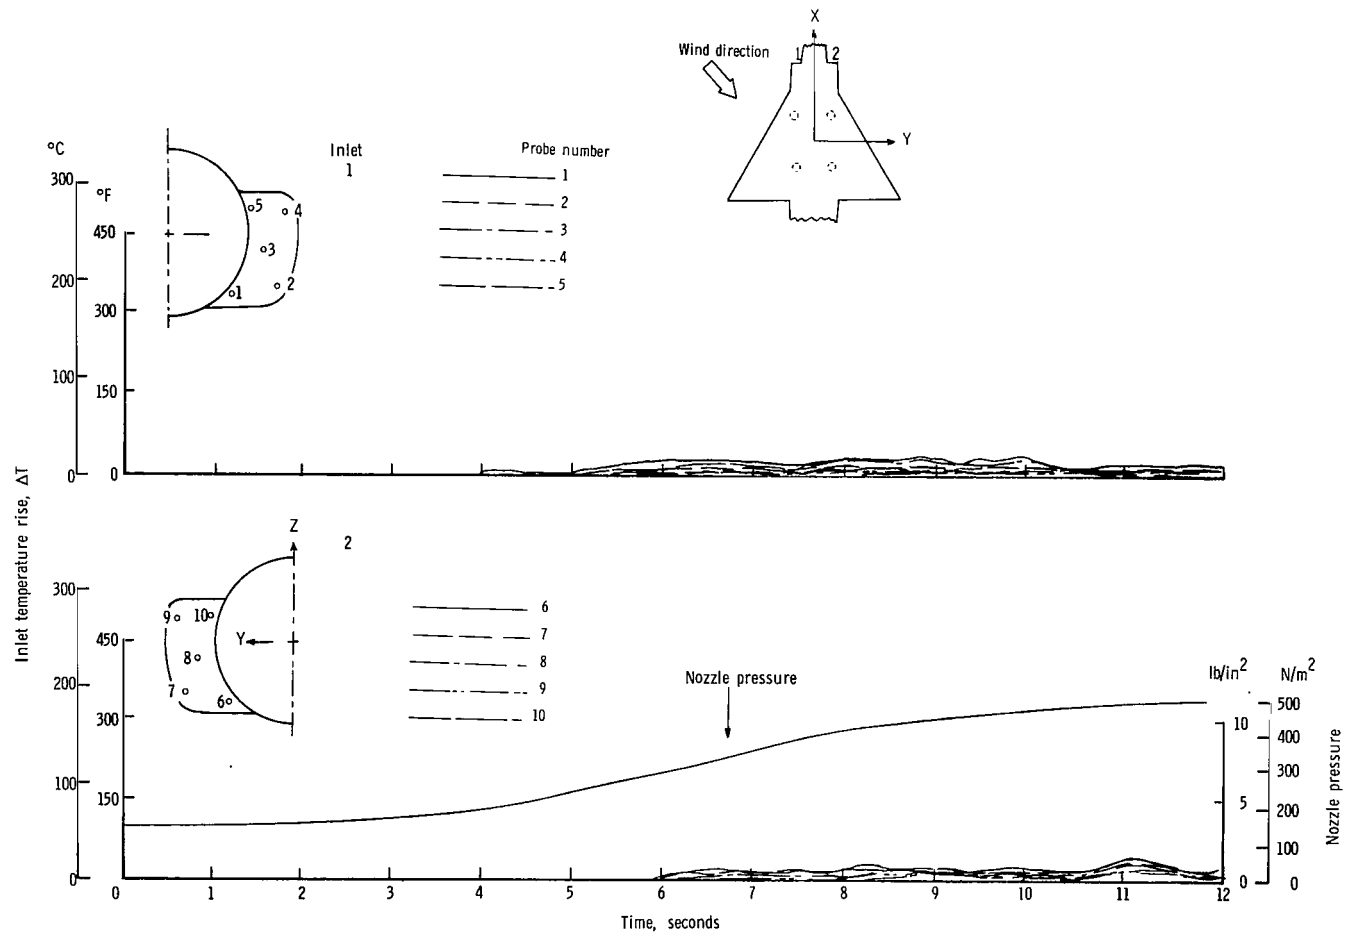 X
Wind direction
1 2
Y
°C
°F
300
200
100
0
450
300
150
0
Inlet
1
5
4
3
2
1
Probe number
1
2
3
4
5
Inlet temperature rise, ΔT
Z
2
300
200
100
0
450
300
150
9
10
8
7
6
Y
6
7
8
9
10
Nozzle pressure
lb/in²
10
5
0
N/m²
500
400
300
200
100
0
Nozzle pressure
0 1 2 3 4 5 6 7 8 9 10 11 12
Time, seconds